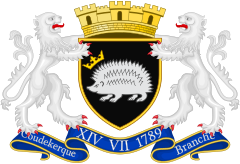 Coudekerque
XIV VII 1789
Branche